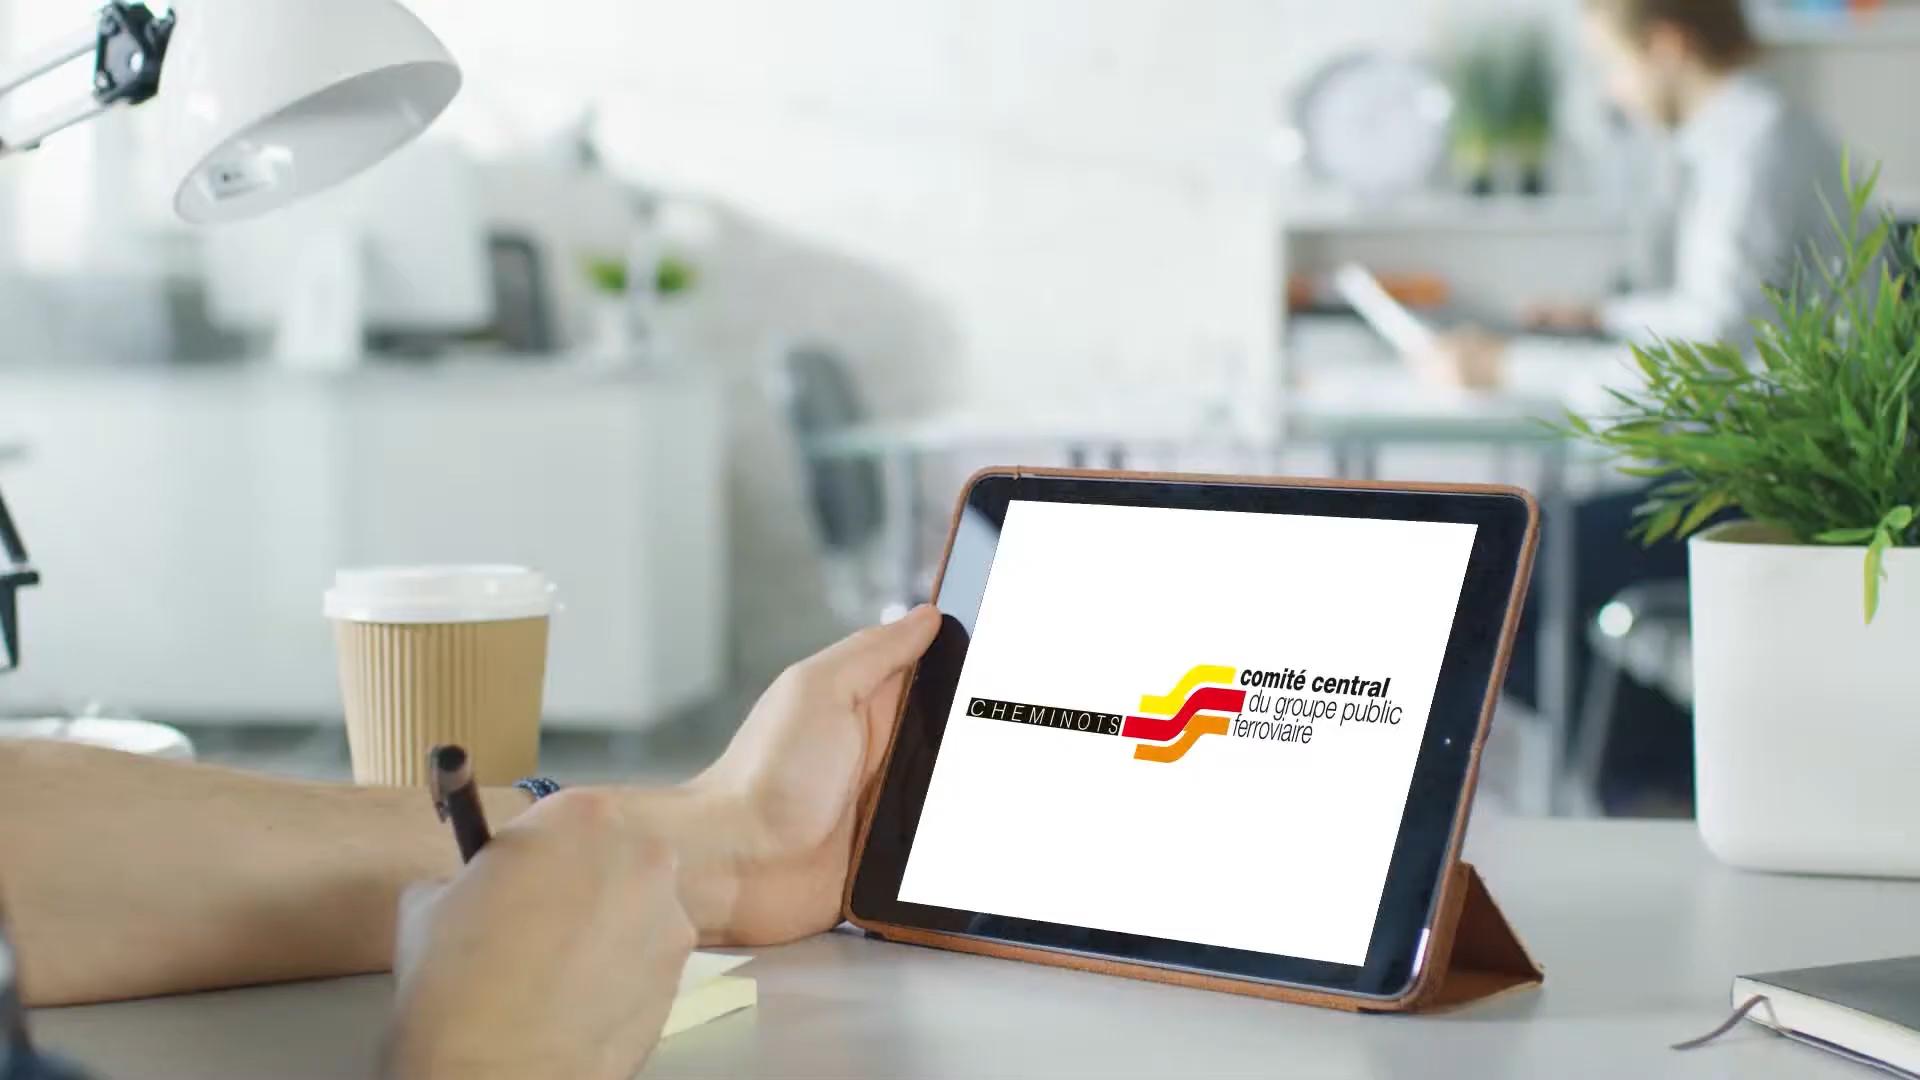 CHEMINOTS
comité central
du groupe public
ferroviaire